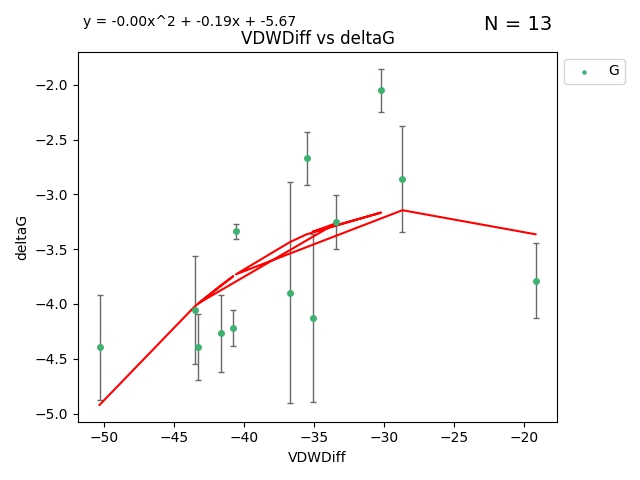 y = -0.00x^2 + -0.19x + -5.67
N = 13
VDWDiff vs deltaG
G
−2.0
−2.5
−3.0
−3.5
−4.0
−4.5
−5.0
deltaG
−50 −45 −40 −35 −30 −25 −20
VDWDiff